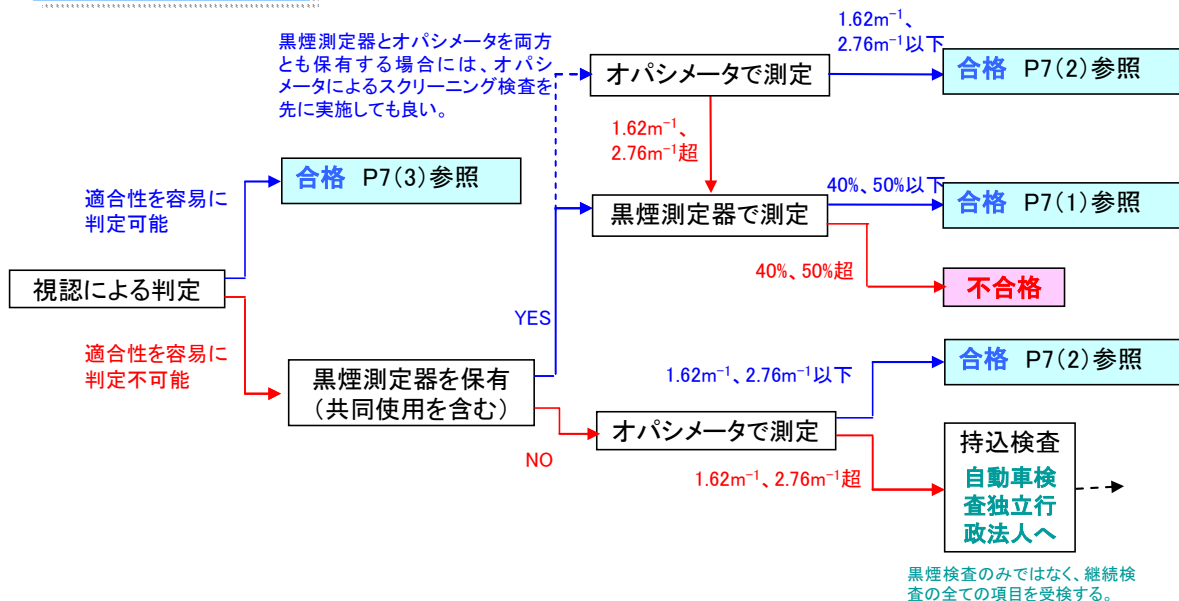 黒煙測定器とオパシメータを両方
とも保有する場合には、オパシ
メータによるスクリーニング検査を
先に実施しても良い。
オパシメータで測定
1.62m⁻¹、
2.76m⁻¹以下
合格 P7(2)参照
1.62m⁻¹、
2.76m⁻¹超
適合性を容易に
判定可能
合格 P7(3)参照
黒煙測定器で測定
40%、50%以下
合格 P7(1)参照
40%、50%超
不合格
視認による判定
適合性を容易に
判定不可能
黒煙測定器を保有
(共同使用を含む)
YES
NO
オパシメータで測定
1.62m⁻¹、2.76m⁻¹以下
合格 P7(2)参照
1.62m⁻¹、2.76m⁻¹超
持込検査
自動車検
査独立行
政法人へ
黒煙検査のみではなく、継続検
査の全ての項目を受検する。